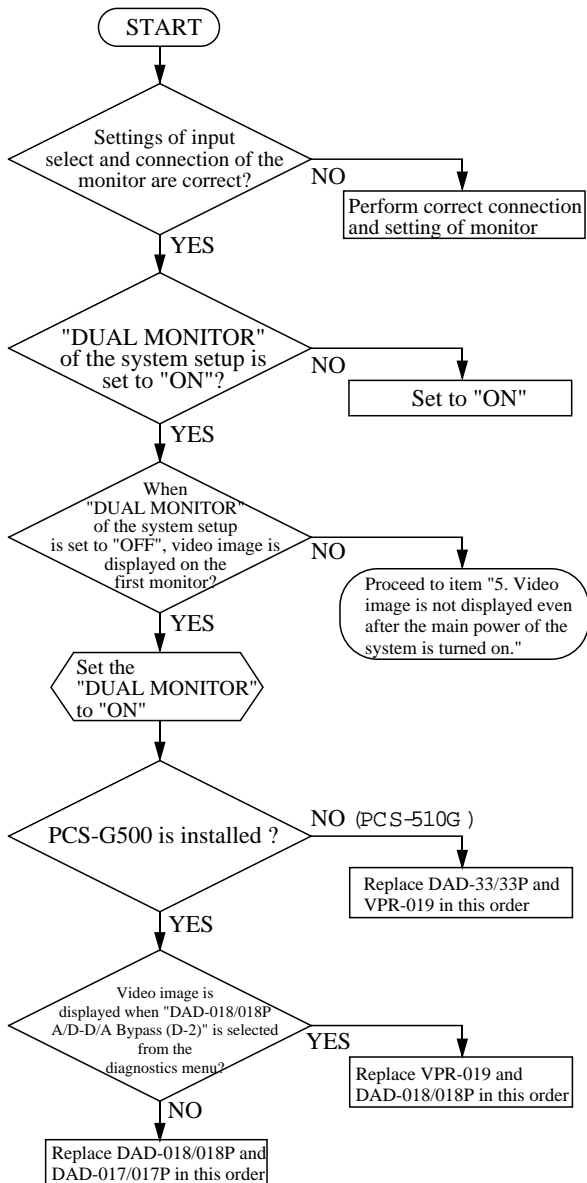 START
Settings of input
select and connection of the
monitor are correct?
NO
Perform correct connection
and setting of monitor
YES
"DUAL MONITOR"
of the system setup is
set to "ON"?
NO
Set to "ON"
YES
When
"DUAL MONITOR"
of the system setup
is set to "OFF", video image is
displayed on the
first monitor?
NO
Proceed to item "5. Video
image is not displayed even
after the main power of the
system is turned on."
YES
Set the
"DUAL MONITOR"
to "ON"
PCS-G500 is installed ?
NO (PCS-510G)
Replace DAD-33/33P and
VPR-019 in this order
YES
Video image is
displayed when "DAD-018/018P
A/D-D/A Bypass (D-2)" is selected
from the
diagnostics menu?
YES
Replace VPR-019 and
DAD-018/018P in this order
NO
Replace DAD-018/018P and
DAD-017/017P in this order